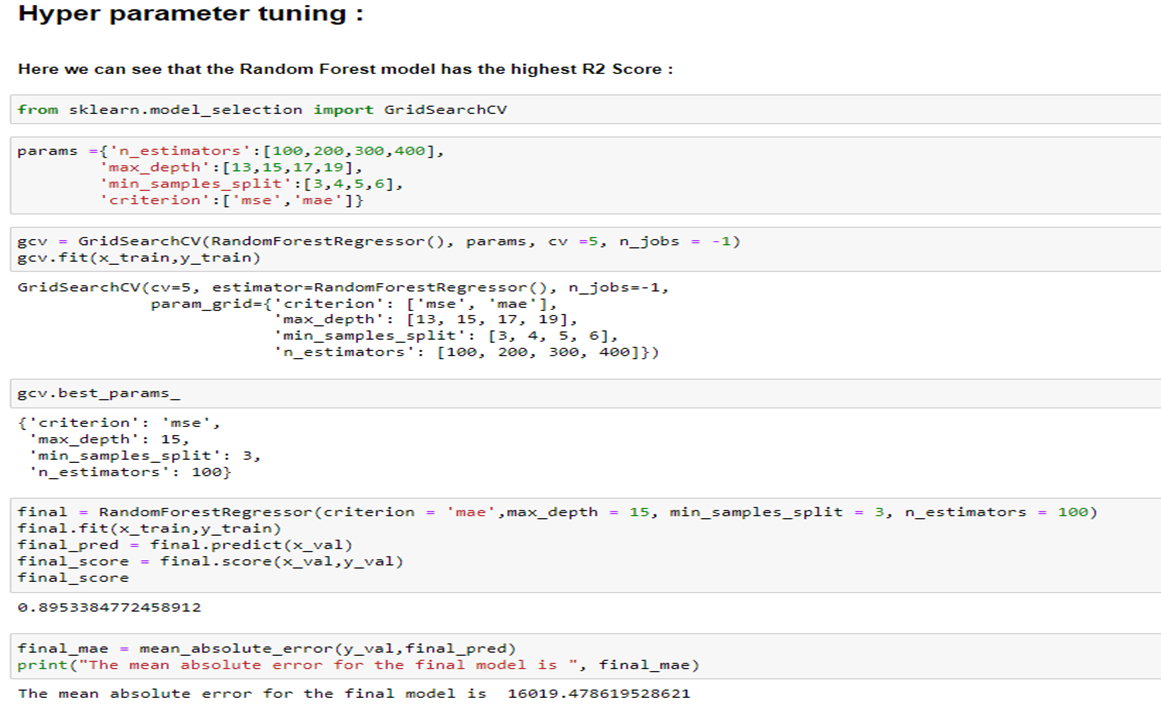 Hyper parameter tuning :
Here we can see that the Random Forest model has the highest R2 Score :
from sklearn.model_selection import GridSearchCV
params ={'n_estimators':[100,200,300,400],
'max_depth':[13,15,17,19],
'min_samples_split':[3,4,5,6],
'criterion':['mse','mae']}
gcv = GridSearchCV(RandomForestRegressor(), params, cv =5, n_jobs = -1)
gcv.fit(x_train,y_train)
GridSearchCV(cv=5, estimator=RandomForestRegressor(), n_jobs=-1,
param_grid={'criterion': ['mse', 'mae'],
'max_depth': [13, 15, 17, 19],
'min_samples_split': [3, 4, 5, 6],
'n_estimators': [100, 200, 300, 400]})
gcv.best_params_
{'criterion': 'mse',
'max_depth': 15,
'min_samples_split': 3,
'n_estimators': 100}
final = RandomForestRegressor(criterion = 'mae',max_depth = 15, min_samples_split = 3, n_estimators = 100)
final.fit(x_train,y_train)
final_pred = final.predict(x_val)
final_score = final.score(x_val,y_val)
final_score
0.8953384772458912
final_mae = mean_absolute_error(y_val,final_pred)
print("The mean absolute error for the final model is ", final_mae)
The mean absolute error for the final model is  16019.478619528621